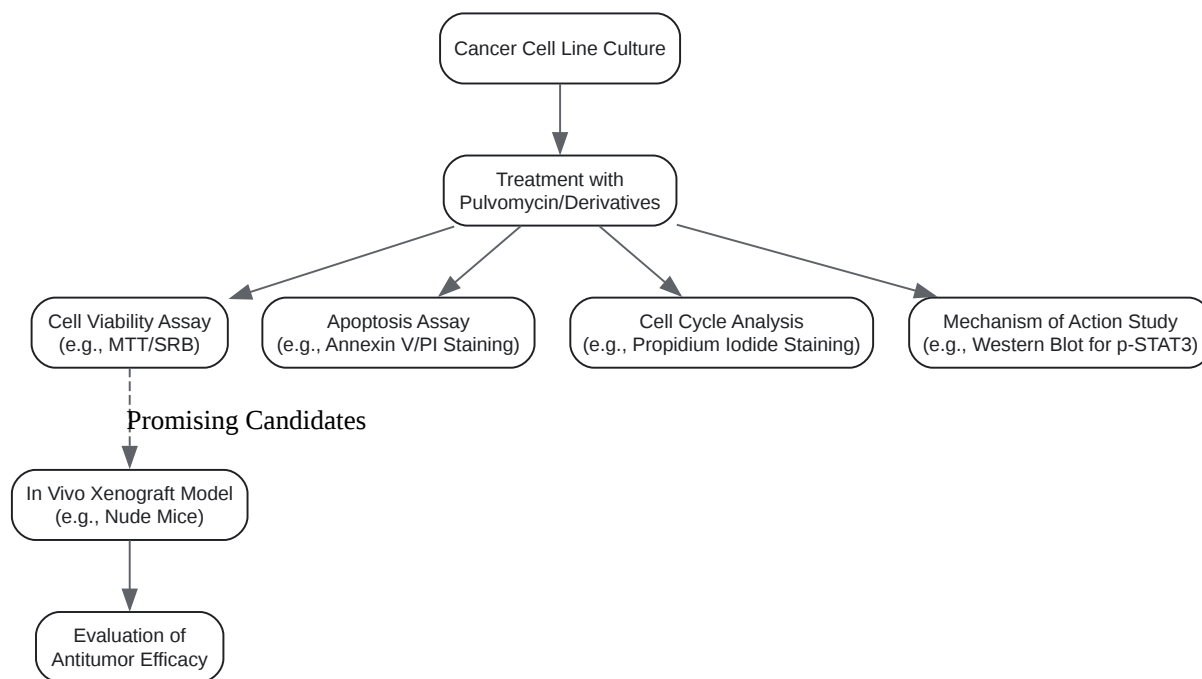 Cancer Cell Line Culture
Treatment with
Pulvomycin/Derivatives
Cell Viability Assay
(e.g., MTT/SRB)
Apoptosis Assay
(e.g., Annexin V/PI Staining)
Cell Cycle Analysis
(e.g., Propidium Iodide Staining)
Mechanism of Action Study
(e.g., Western Blot for p-STAT3)
Promising Candidates
In Vivo Xenograft Model
(e.g., Nude Mice)
Evaluation of
Antitumor Efficacy